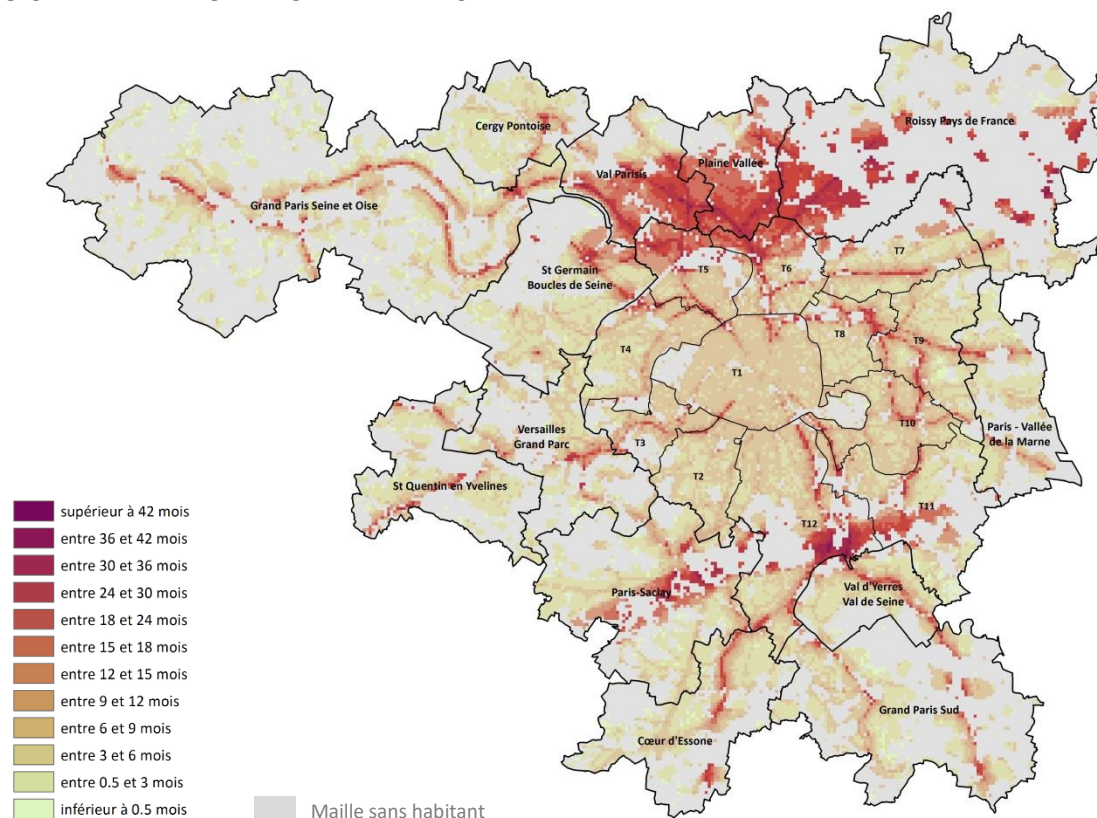 Cergy Pontoise
Roissy Pays de France
Val Parisis
Plaine Vallée
Grand Paris Seine et Oise
T7
T5
T6
St Germain
Boucles de Seine
T8
T9
T4
T1
T10
Paris - Vallée
de la Marne
Versailles
Grand Parc
T3
T2
St Quentin en Yvelines
T11
T12
Paris-Saclay
Val d'Yerres
Val de Seine
Grand Paris Sud
Cœur d'Essone
supérieur à 42 mois
entre 36 et 42 mois
entre 30 et 36 mois
entre 24 et 30 mois
entre 18 et 24 mois
entre 15 et 18 mois
entre 12 et 15 mois
entre 9 et 12 mois
entre 6 et 9 mois
entre 3 et 6 mois
entre 0.5 et 3 mois
inférieur à 0.5 mois
Maille sans habitant